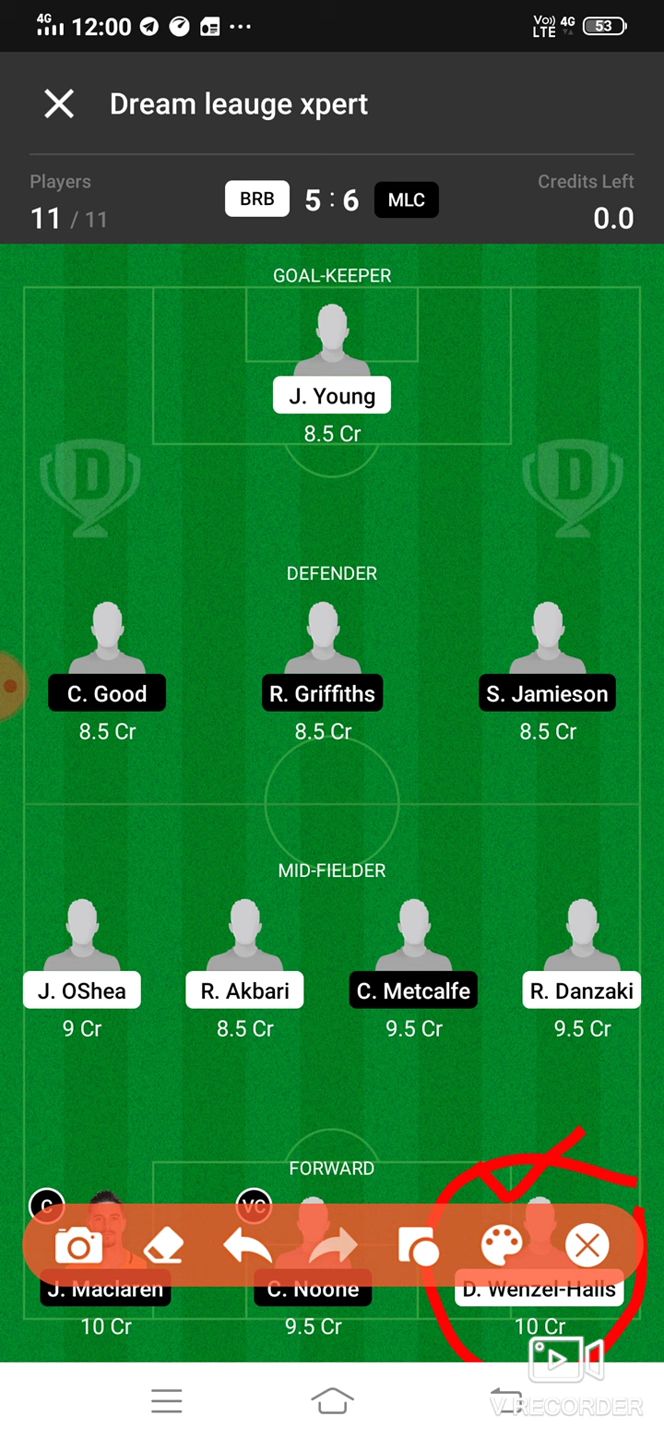 4G 12:00 ... Vo)) LTE 4G 53
Dream leauge xpert
Players Credits Left
11 / 11 BRB 5 : 6 MLC 0.0
GOAL-KEEPER
J. Young
8.5 Cr
D D
DEFENDER
C. Good R. Griffiths S. Jamieson
8.5 Cr 8.5 Cr 8.5 Cr
MID-FIELDER
J. OShea R. Akbari C. Metcalfe R. Danzaki
9 Cr 8.5 Cr 9.5 Cr 9.5 Cr
FORWARD
C VC
J. Maclaren C. Noone D. Wenzel-Halls
10 Cr 9.5 Cr 10 Cr
V RECORDER